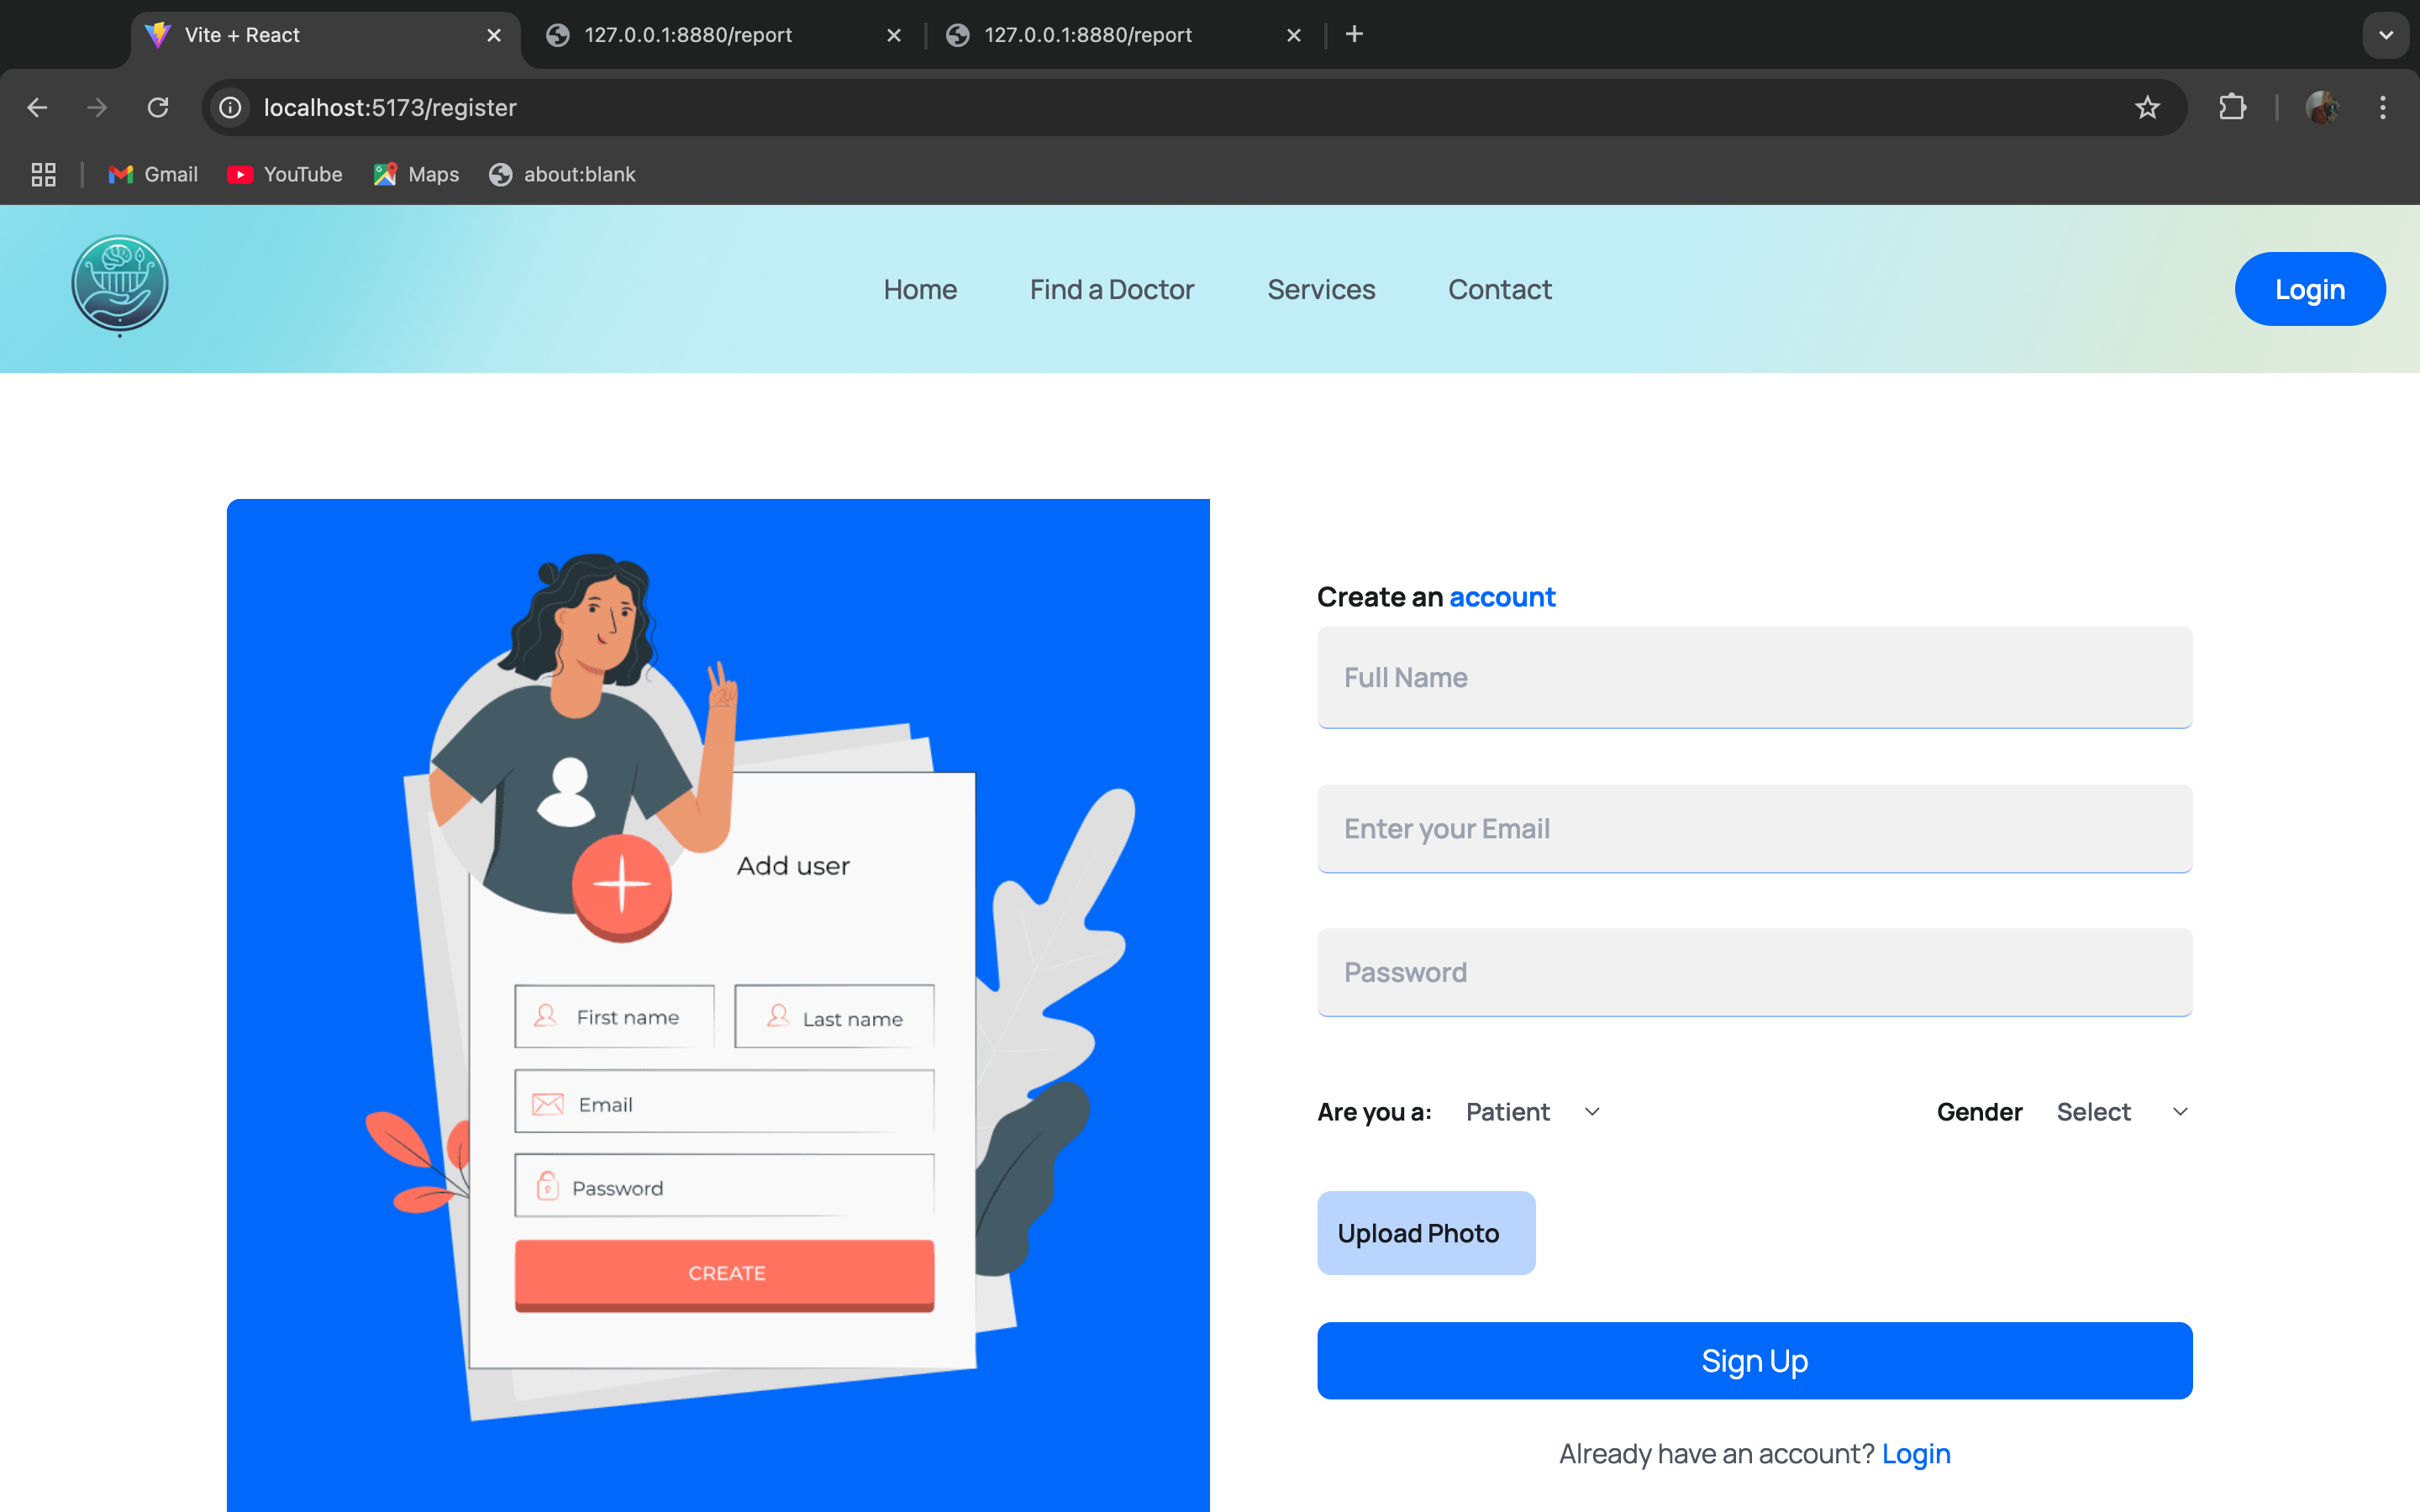 Vite + React
127.0.0.1:8880/report
127.0.0.1:8880/report
localhost:5173/register
Gmail
YouTube
Maps
about:blank
Home
Find a Doctor
Services
Contact
Login
Add user
First name
Last name
Email
Password
CREATE
Create an account
Full Name
Enter your Email
Password
Are you a: Patient
Gender Select
Upload Photo
Sign Up
Already have an account? Login